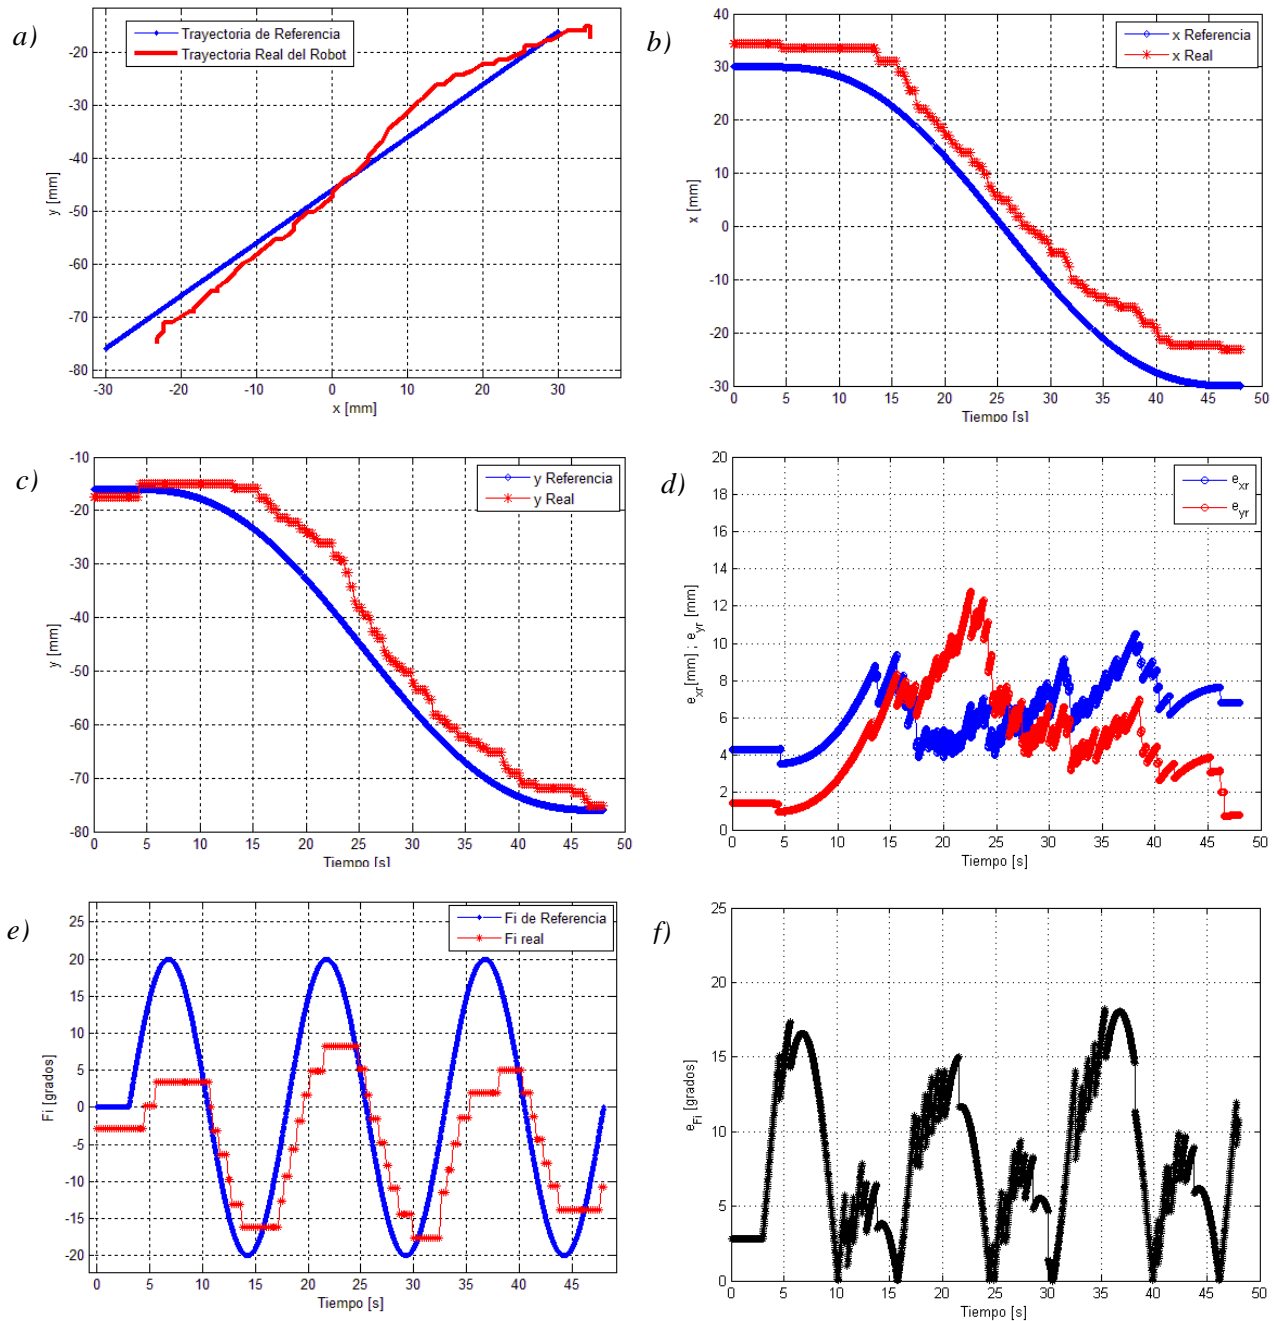 a)
Trayectoria de Referencia
Trayectoria Real del Robot
-20
-30
-40
-50
-60
-70
-80
y [mm]
-30 -20 -10 0 10 20 30
x [mm]
b)
x Referencia
x Real
40
30
20
10
0
-10
-20
-30
x [mm]
0 5 10 15 20 25 30 35 40 45 50
Tiempo [s]
c)
y Referencia
y Real
-10
-20
-30
-40
-50
-60
-70
-80
y [mm]
0 5 10 15 20 25 30 35 40 45 50
Tiempo [s]
d)
e_xr
e_yr
20
18
16
14
12
10
8
6
4
2
0
e_xr[mm] , e_yr [mm]
0 5 10 15 20 25 30 35 40 45 50
Tiempo [s]
e)
Fi de Referencia
Fi real
25
20
15
10
5
0
-5
-10
-15
-20
Fi [grados]
0 5 10 15 20 25 30 35 40 45
Tiempo [s]
f)
25
20
15
10
5
0
e_Fi [grados]
0 5 10 15 20 25 30 35 40 45 50
Tiempo [s]